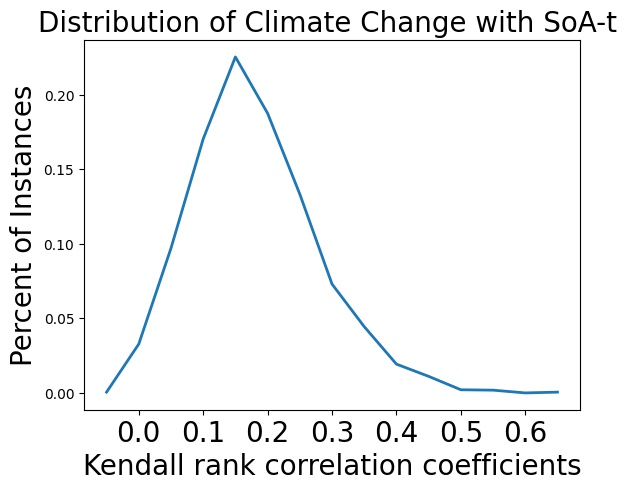 Distribution of Climate Change with SoA-t
Percent of Instances
0.20
0.15
0.10
0.05
0.00
0.0 0.1 0.2 0.3 0.4 0.5 0.6
Kendall rank correlation coefficients